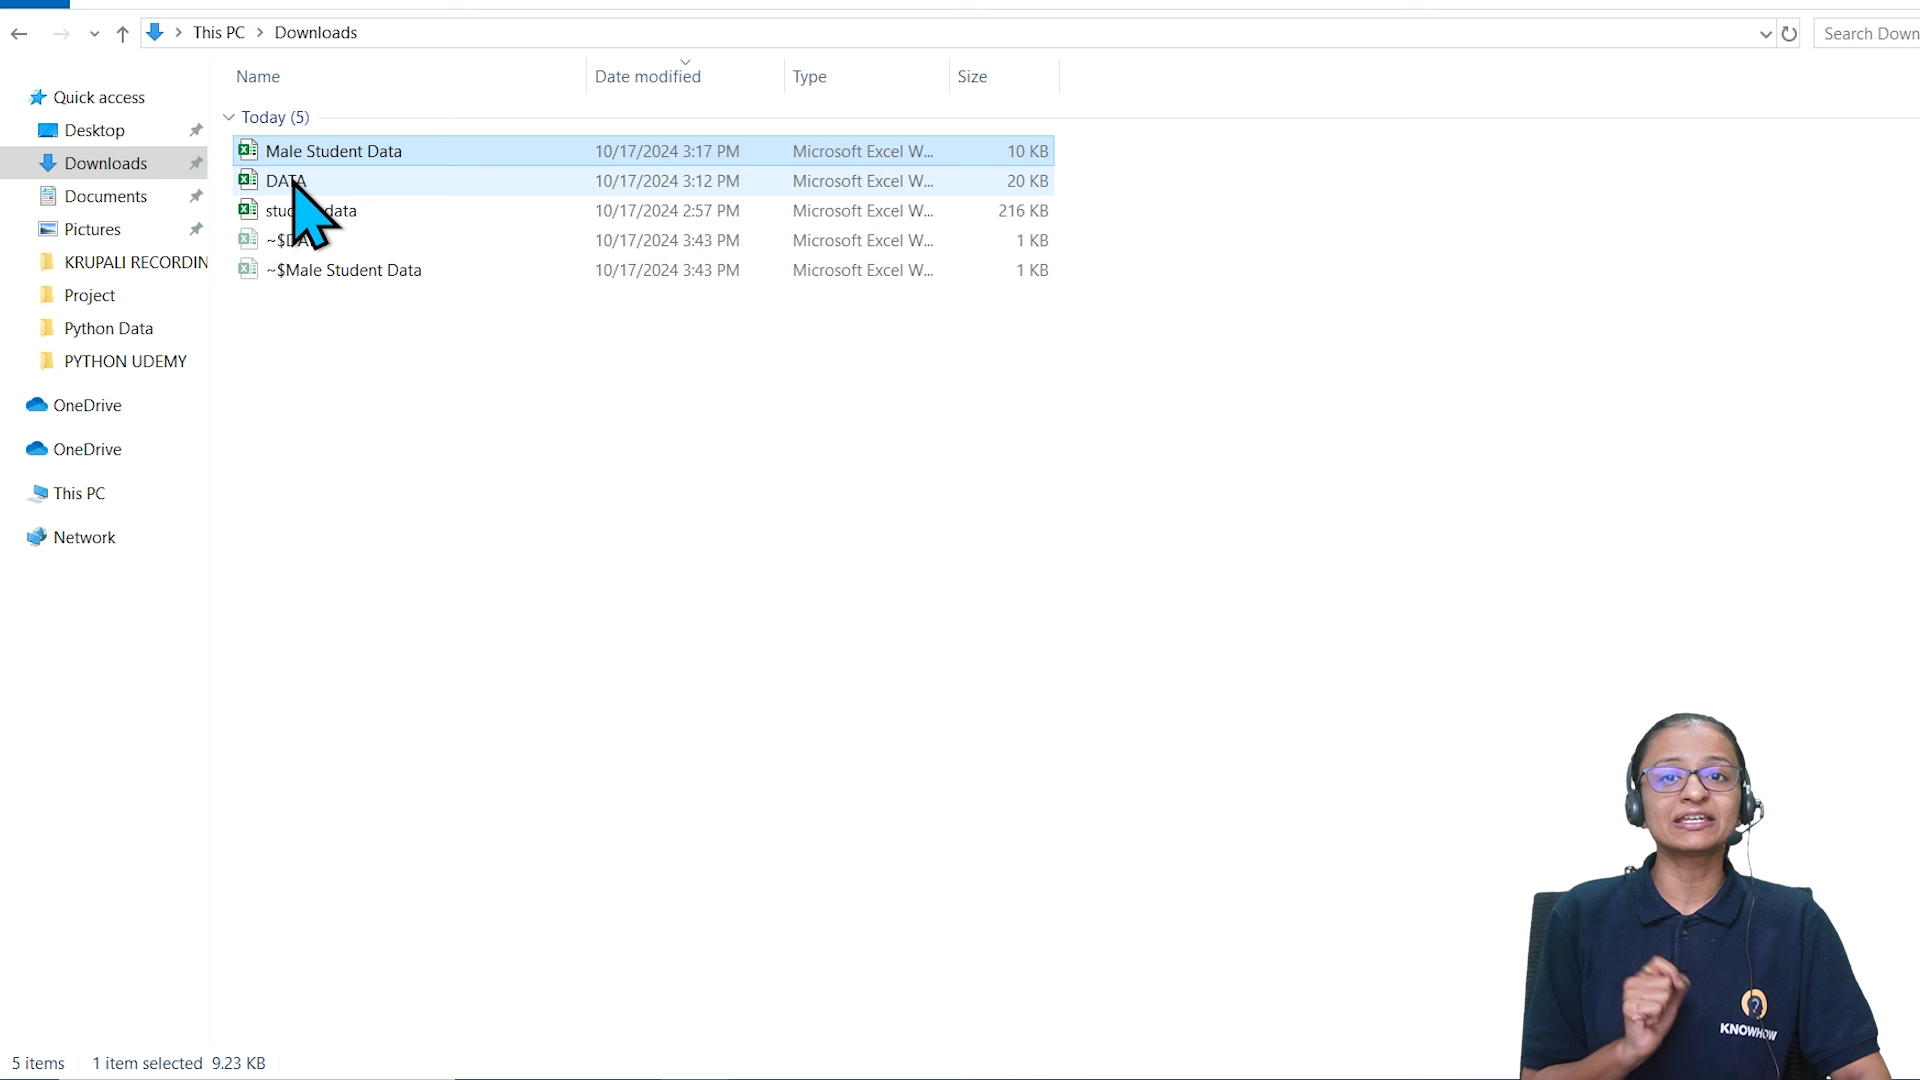 This PC > Downloads
Search Down
Name Date modified Type Size
Today (5)
Male Student Data 10/17/2024 3:17 PM Microsoft Excel W... 10 KB
DATA 10/17/2024 3:12 PM Microsoft Excel W... 20 KB
data 10/17/2024 2:57 PM Microsoft Excel W... 216 KB
10/17/2024 3:43 PM Microsoft Excel W... 1 KB
~$Male Student Data 10/17/2024 3:43 PM Microsoft Excel W... 1 KB
Quick access
Desktop
Downloads
Documents
Pictures
KRUPALI RECORDIN
Project
Python Data
PYTHON UDEMY
OneDrive
OneDrive
This PC
Network
5 items 1 item selected 9.23 KB
KNOWHOW